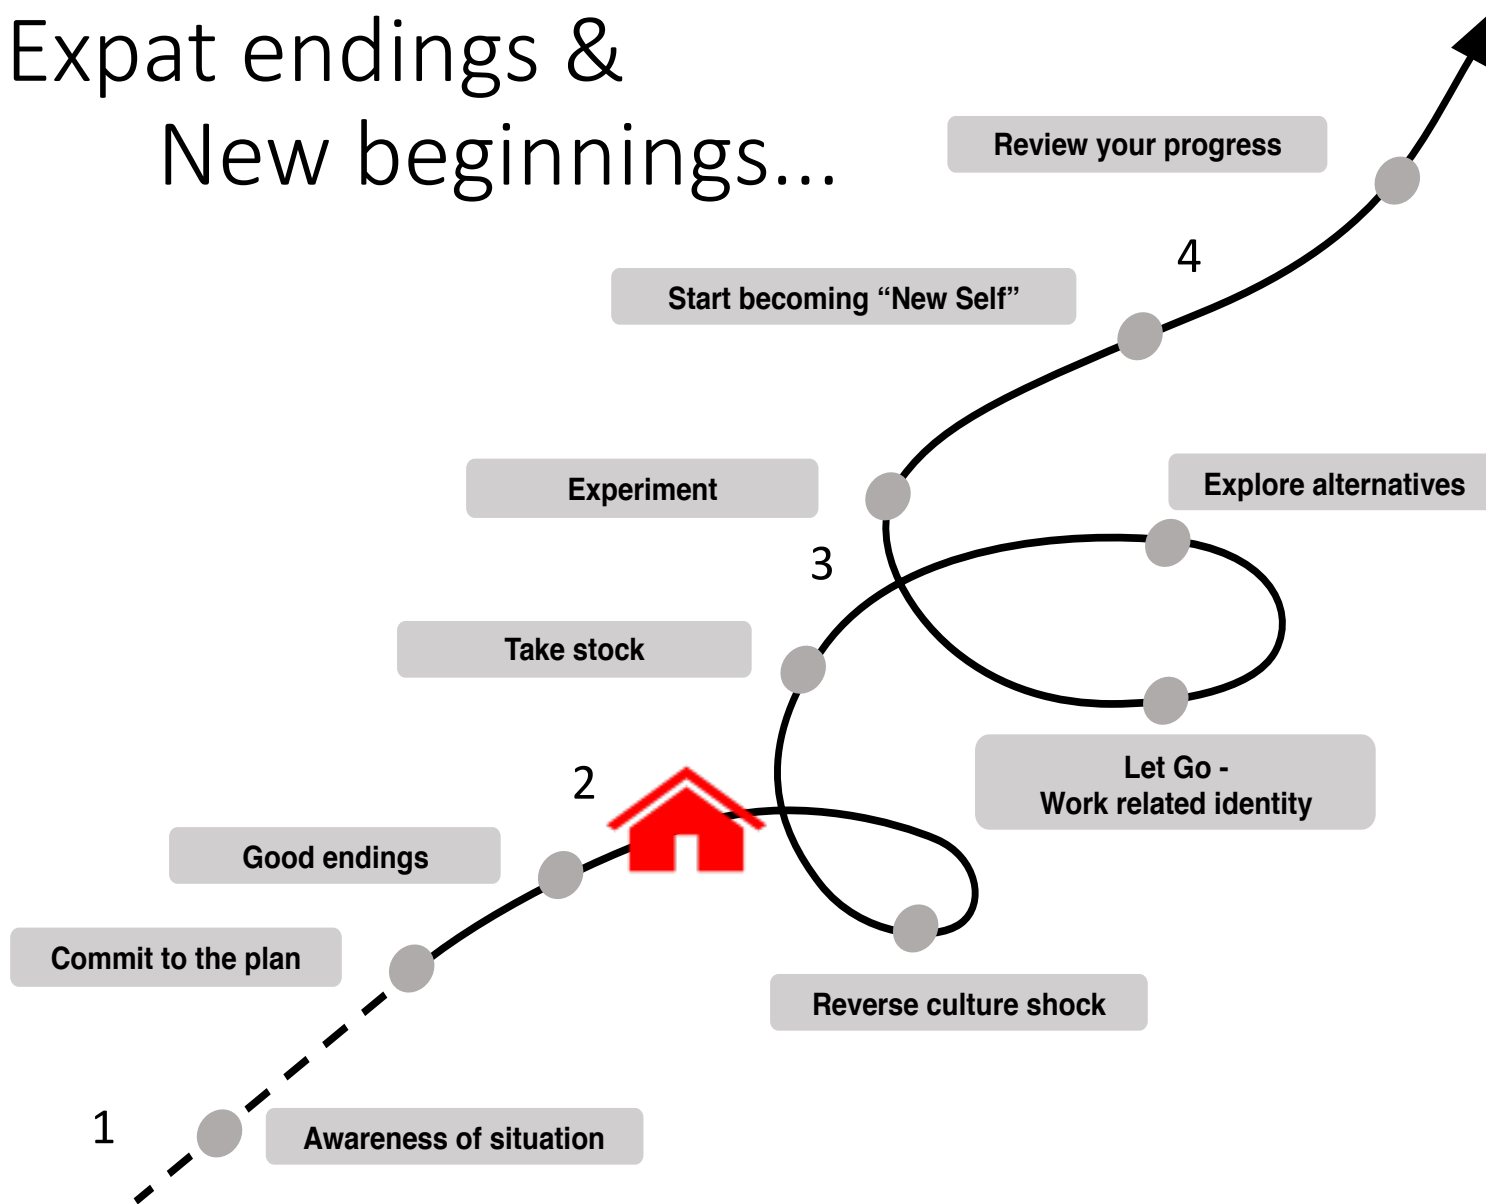 Expat endings &
New beginnings...
Review your progress
4
Start becoming “New Self”
Explore alternatives
Experiment
3
Take stock
Let Go -
Work related identity
2
Good endings
Commit to the plan
Reverse culture shock
1
Awareness of situation